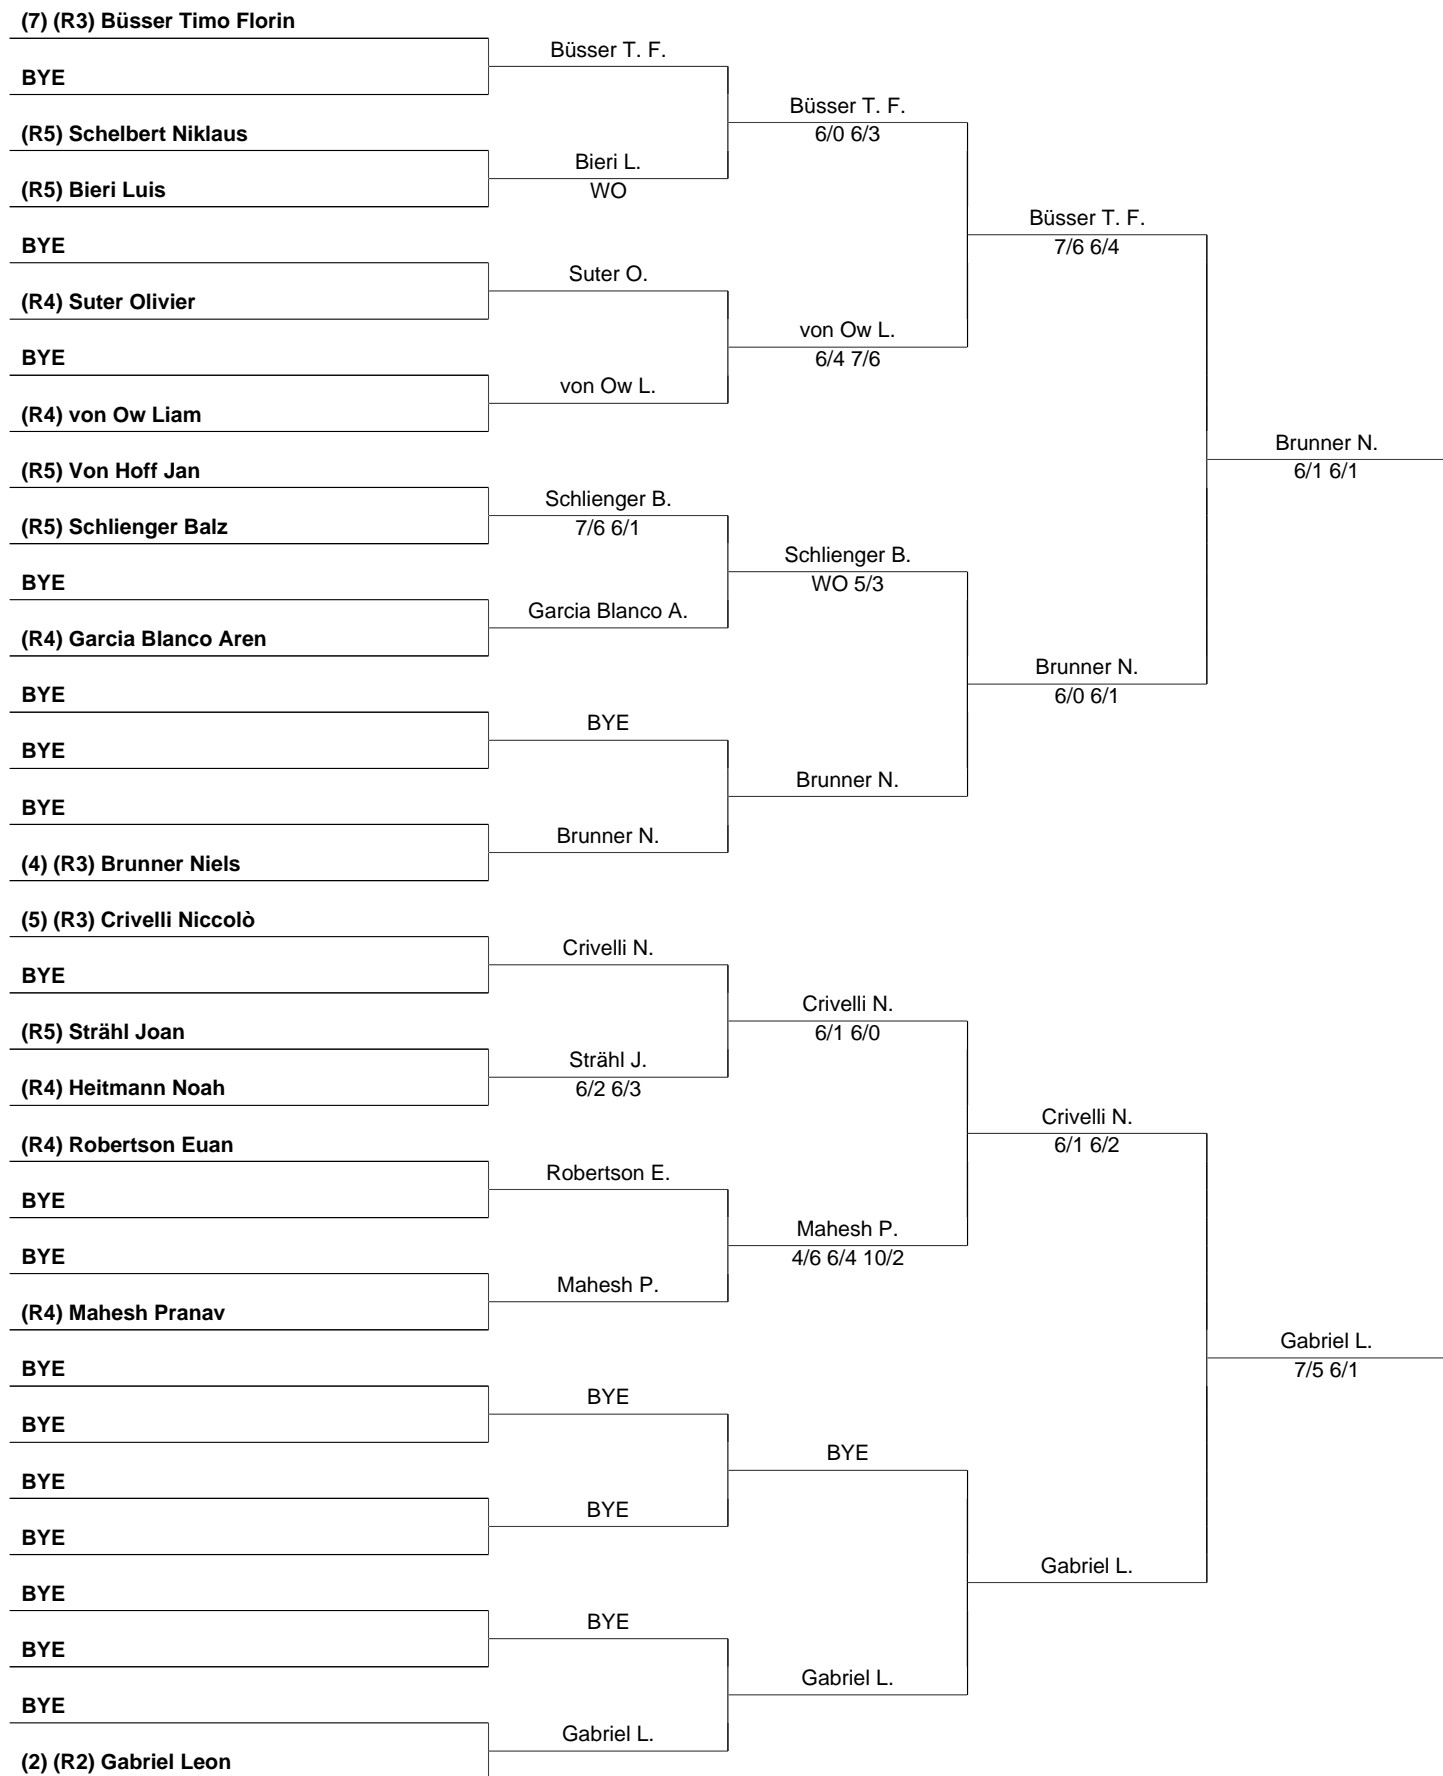 (7) (R3) Büsser Timo Florin
Büsser T. F.
BYE
Büsser T. F.
6/0 6/3
(R5) Schelbert Niklaus
Bieri L.
WO
(R5) Bieri Luis
Büsser T. F.
7/6 6/4
BYE
Suter O.
(R4) Suter Olivier
von Ow L.
6/4 7/6
BYE
von Ow L.
(R4) von Ow Liam
Brunner N.
6/1 6/1
(R5) Von Hoff Jan
Schlienger B.
7/6 6/1
(R5) Schlienger Balz
Schlienger B.
WO 5/3
BYE
Garcia Blanco A.
(R4) Garcia Blanco Aren
Brunner N.
6/0 6/1
BYE
BYE
BYE
Brunner N.
BYE
Brunner N.
(4) (R3) Brunner Niels
(5) (R3) Crivelli Niccolò
Crivelli N.
BYE
Crivelli N.
6/1 6/0
(R5) Strähl Joan
Strähl J.
6/2 6/3
(R4) Heitmann Noah
Crivelli N.
6/1 6/2
(R4) Robertson Euan
Robertson E.
BYE
Mahesh P.
4/6 6/4 10/2
BYE
Mahesh P.
(R4) Mahesh Pranav
Gabriel L.
7/5 6/1
BYE
BYE
BYE
BYE
BYE
BYE
BYE
Gabriel L.
BYE
BYE
BYE
Gabriel L.
BYE
Gabriel L.
(2) (R2) Gabriel Leon